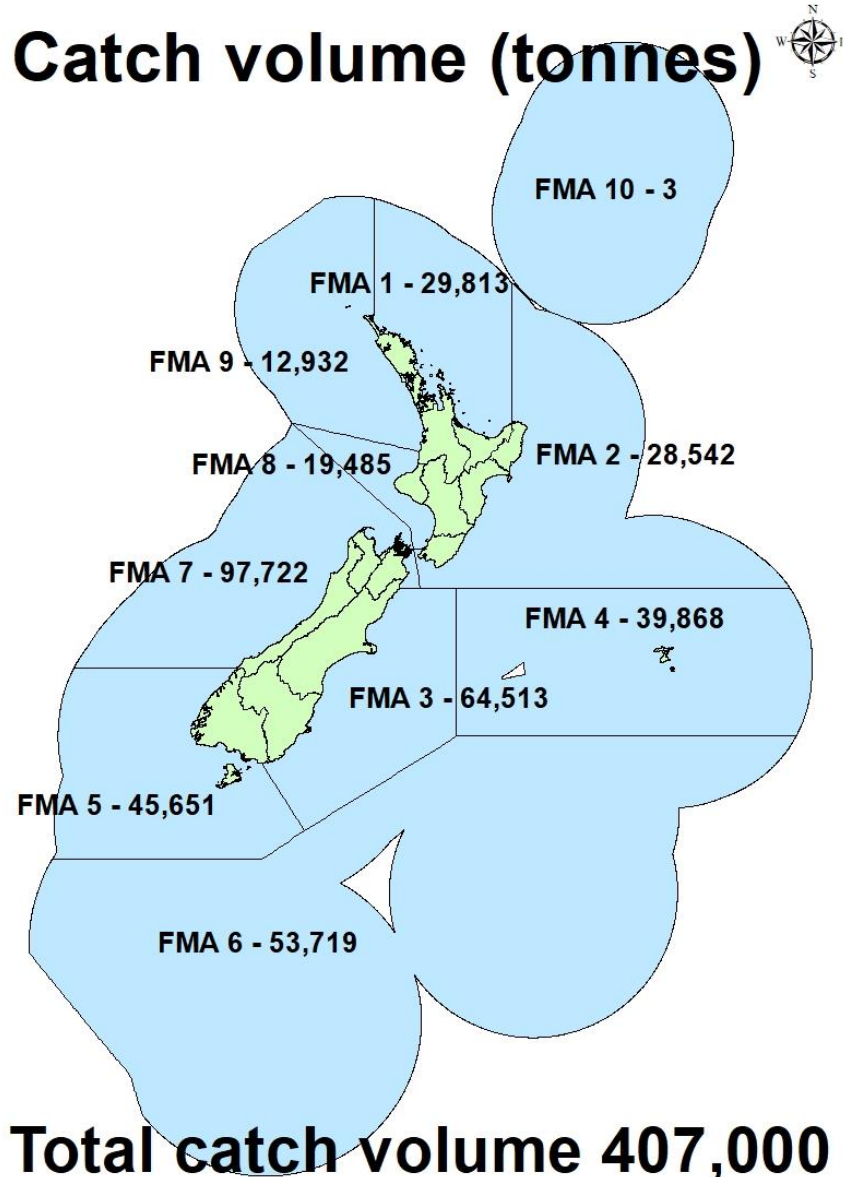 Catch volume (tonnes)
N
W
E
S
FMA 10 - 3
FMA 1 - 29,813
FMA 9 - 12,932
FMA 2 - 28,542
FMA 8 - 19,485
FMA 7 - 97,722
FMA 4 - 39,868
FMA 3 - 64,513
FMA 5 - 45,651
FMA 6 - 53,719
Total catch volume 407,000